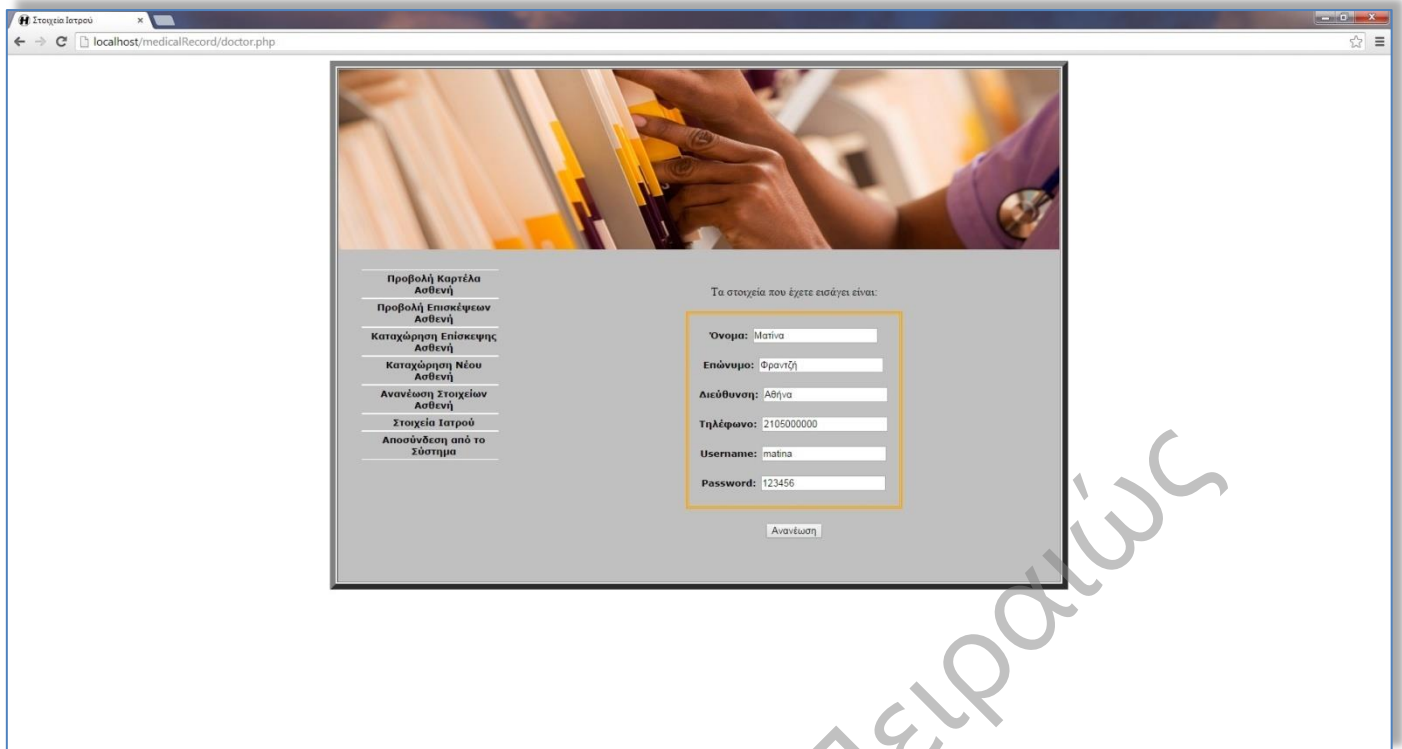 Στοιχεία Ιατρού
localhost/medicalRecord/doctor.php
Προβολή Καρτέλα
Ασθενή
Προβολή Επισκέψεων
Ασθενή
Καταχώρηση Επίσκεψης
Ασθενή
Καταχώρηση Νέου
Ασθενή
Ανανέωση Στοιχείων
Ασθενή
Στοιχεία Ιατρού
Αποσύνδεση από το
Σύστημα
Τα στοιχεία που έχετε εισάγει είναι:
Όνομα: Ματίνα
Επώνυμο: Φραντζή
Διεύθυνση: Αθήνα
Τηλέφωνο: 2105000000
Username: matina
Password: 123456
Ανανέωση